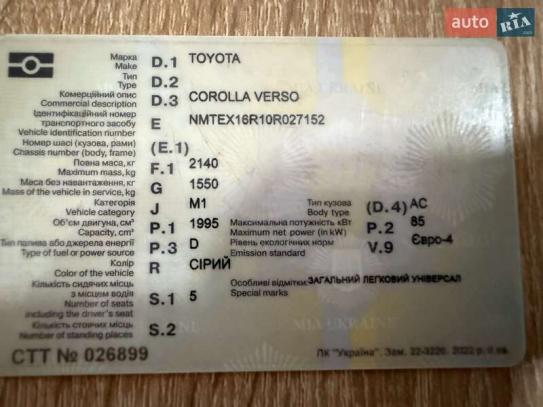 auto RIA.com
Марка D.1 TOYOTA
Make
Тип D.2
Type
Комерційний опис D.3 COROLLA VERSO
Commercial description
Ідентифікаційний номер
транспортного засобу E NMTEX16R10R027152
Vehicle identification number
Номер шасі (кузова, рами) (E.1)
Chassis number (body, frame)
Повна маса, кг F.1 2140
Maximum mass, kg
Маса без навантаження, кг G 1550
Mass of the vehicle in service, kg
Категорія J M1 Тип кузова (D.4) AC
Vehicle category Body type
Об'єм двигуна, см³ P.1 1995 Максимальна потужність кВт P.2 85
Capacity, cm³ Maximum net power (in kW)
Тип палива або джерела енергії P.3 D Рівень екологічних норм V.9 Євро-4
Type of fuel or power source Emission standard
Колір R СІРИЙ
Color of the vehicle
Кількість сидячих місць Особливі відмітки: ЗАГАЛЬНИЙ ЛЕГКОВИЙ УНІВЕРСАЛ
з місцем водія S.1 5 Special marks
Number of seats
including the driver's seat
Кількість стоячих місць S.2
Number of standing places
MIA UKRAINE
СТТ № 026899
ПК "Україна". Зам. 22-3220. 2022 р.